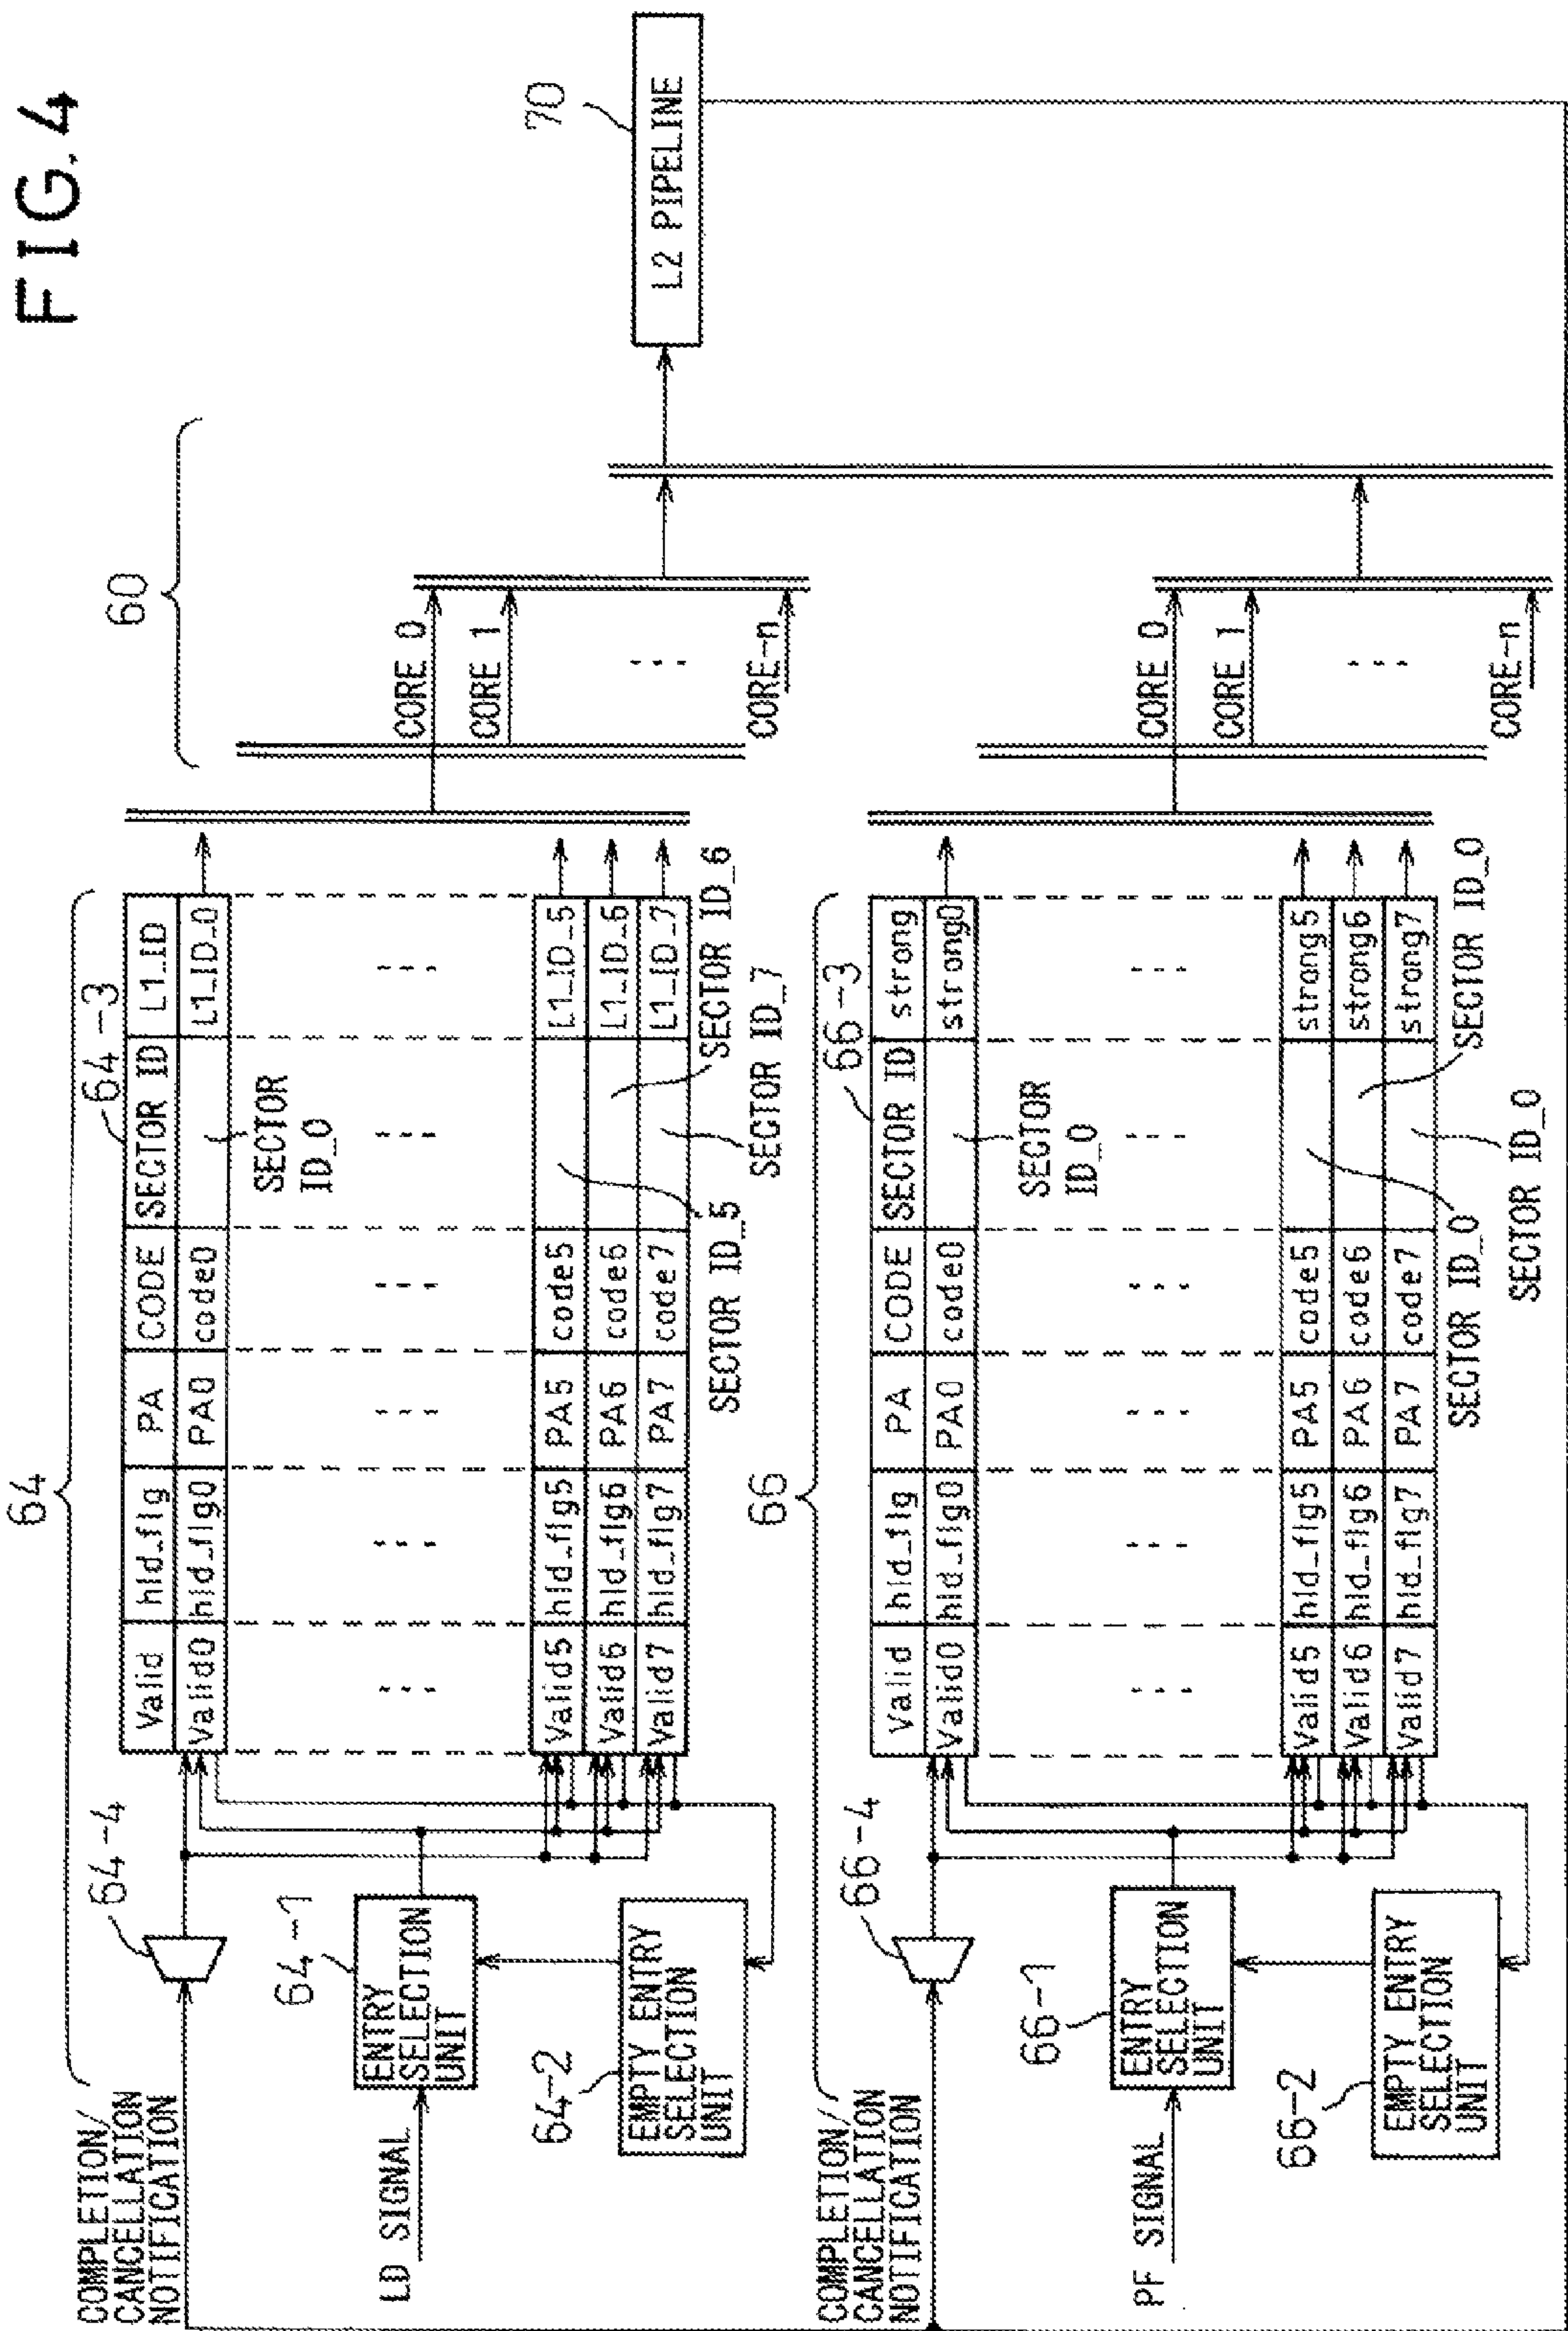 FIG.4
64
COMPLETION/
CANCELLATION
NOTIFICATION
64-4
64-3
Valid hld_flg PA CODE SECTOR ID L1_ID
Valid0 hld_flg0 PA0 code0 L1_ID_0
SECTOR
ID_0
... ... ... ... ... ...
Valid5 hld_flg5 PA5 code5 L1_ID_5
Valid6 hld_flg6 PA6 code6 L1_ID_6
Valid7 hld_flg7 PA7 code7 L1_ID_7
SECTOR ID_5
SECTOR ID_7
SECTOR ID_6
LD SIGNAL
64-1
ENTRY
SELECTION
UNIT
64-2
EMPTY ENTRY
SELECTION
UNIT
60
CORE 0
CORE 1
...
CORE-n
70
L2 PIPELINE
66
COMPLETION/
CANCELLATION
NOTIFICATION
66-4
66-3
Valid hld_flg PA CODE SECTOR ID strong
Valid0 hld_flg0 PA0 code0 strong0
SECTOR
ID_0
... ... ... ... ... ...
Valid5 hld_flg5 PA5 code5 strong5
Valid6 hld_flg6 PA6 code6 strong6
Valid7 hld_flg7 PA7 code7 strong7
SECTOR ID_0
SECTOR ID_0
SECTOR ID_0
PF SIGNAL
66-1
ENTRY
SELECTION
UNIT
66-2
EMPTY ENTRY
SELECTION
UNIT
CORE 0
CORE 1
...
CORE-n